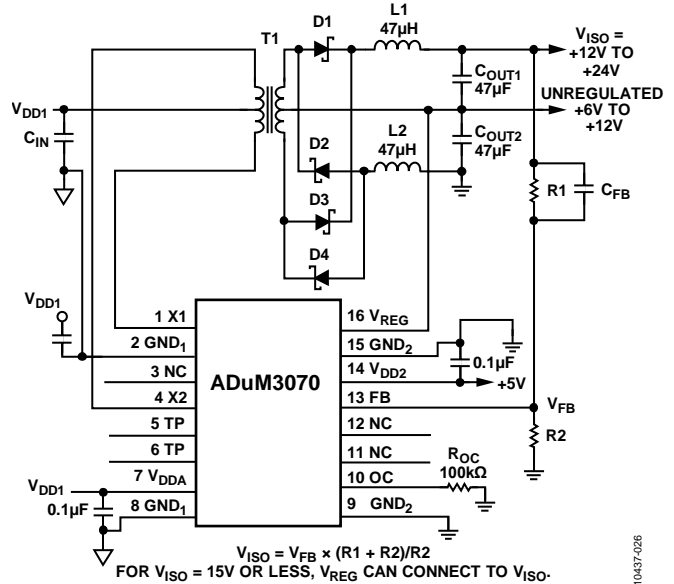 T1
D1
L1
47µH
V_ISO =
+12V TO
+24V
C_OUT1
47µF
UNREGULATED
+6V TO
+12V
V_DD1
C_IN
D2
L2
47µH
C_OUT2
47µF
D3
R1
C_FB
D4
V_DD1
1 X1
2 GND_1
3 NC
4 X2
5 TP
6 TP
7 V_DDA
8 GND_1
ADuM3070
16 V_REG
15 GND_2
14 V_DD2
13 FB
12 NC
11 NC
10 OC
9 GND_2
0.1µF
+5V
V_FB
R2
R_OC
100kΩ
V_DD1
0.1µF
V_ISO = V_FB × (R1 + R2)/R2
FOR V_ISO = 15V OR LESS, V_REG CAN CONNECT TO V_ISO.
10437-026